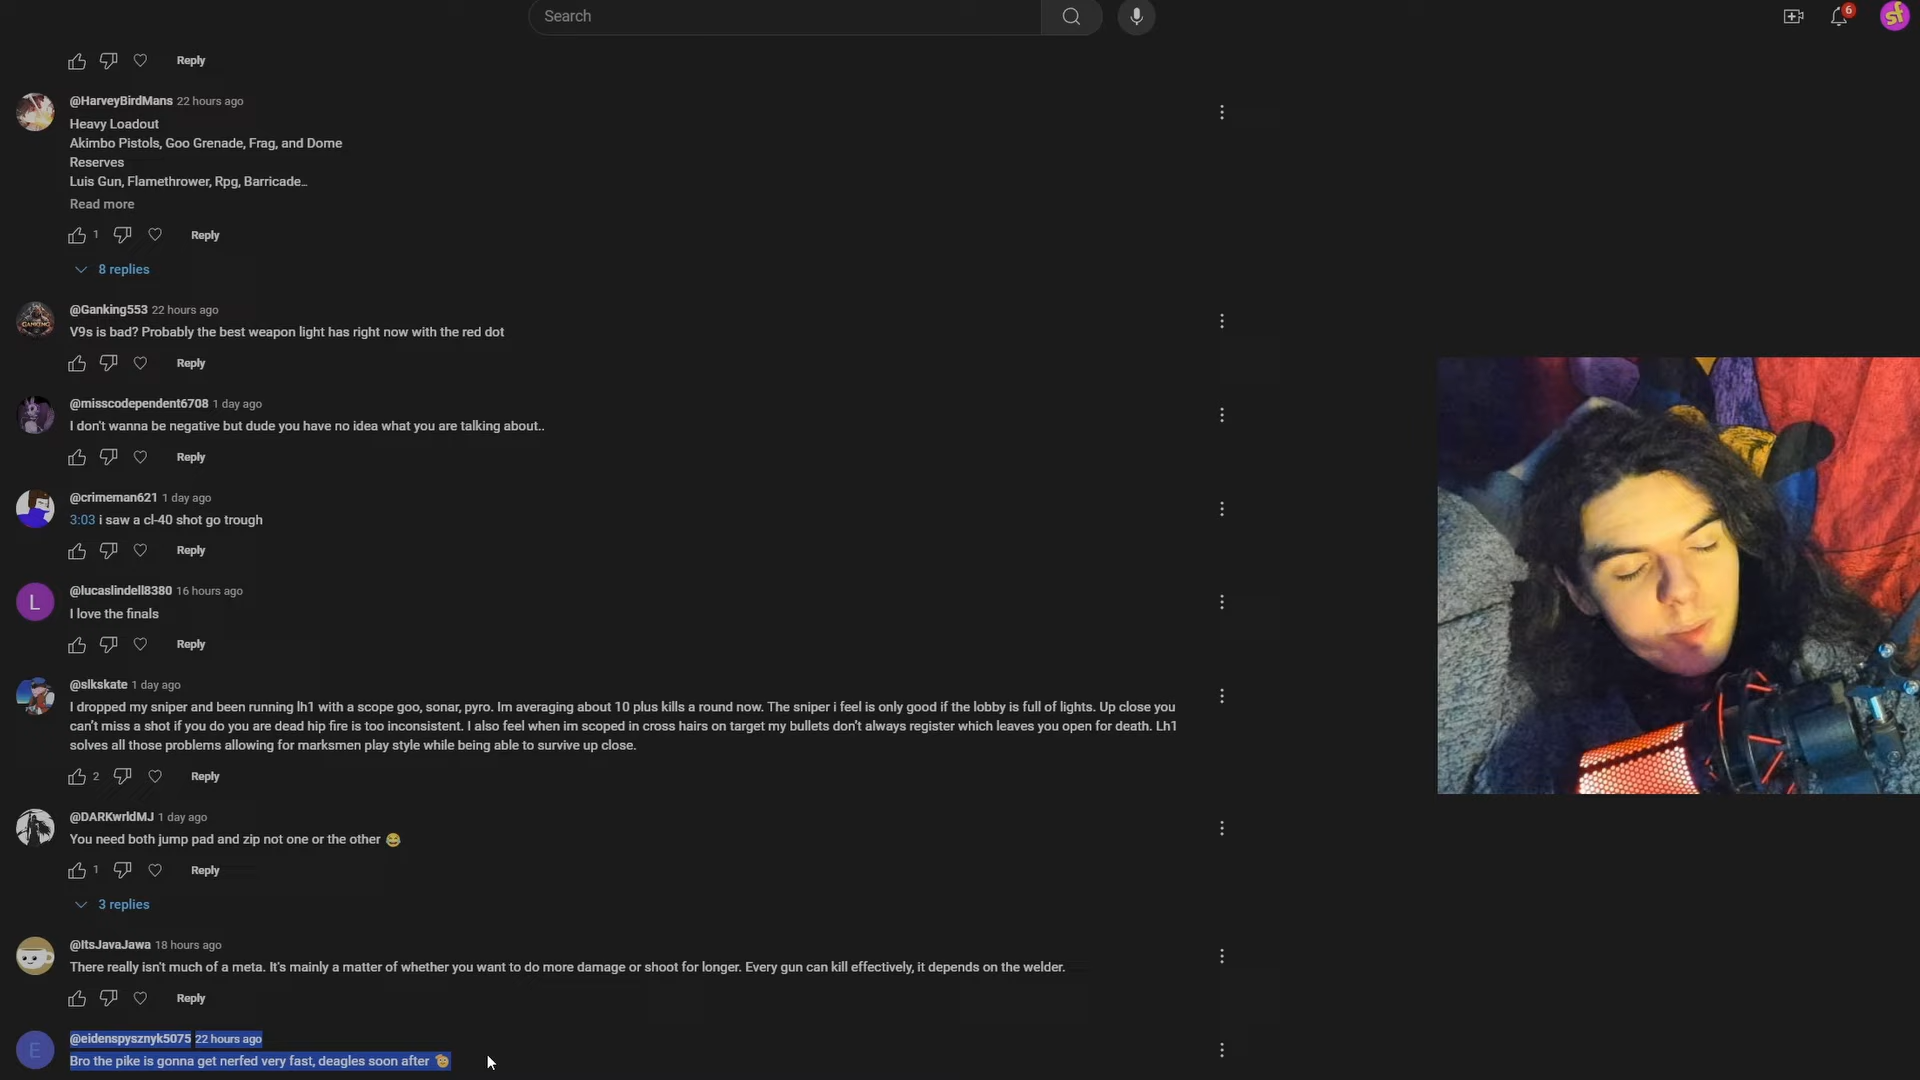 Search
6
sf
Reply
@HarveyBirdMans 22 hours ago
Heavy Loadout
Akimbo Pistols, Goo Grenade, Frag, and Dome
Reserves
Luis Gun, Flamethrower, Rpg, Barricade...
Read more
1 Reply
8 replies
GANKING
@Ganking553 22 hours ago
V9s is bad? Probably the best weapon light has right now with the red dot
Reply
@misscodependent6708 1 day ago
I don't wanna be negative but dude you have no idea what you are talking about..
Reply
@crimeman621 1 day ago
3:03 i saw a cl-40 shot go trough
Reply
L
@lucaslindell8380 16 hours ago
I love the finals
Reply
@slkskate 1 day ago
I dropped my sniper and been running lh1 with a scope goo, sonar, pyro. Im averaging about 10 plus kills a round now. The sniper i feel is only good if the lobby is full of lights. Up close you
can't miss a shot if you do you are dead hip fire is too inconsistent. I also feel when im scoped in cross hairs on target my bullets don't always register which leaves you open for death. Lh1
solves all those problems allowing for marksmen play style while being able to survive up close.
2 Reply
@DARKwrldMJ 1 day ago
You need both jump pad and zip not one or the other 😂
1 Reply
3 replies
@ItsJavaJawa 18 hours ago
There really isn't much of a meta. It's mainly a matter of whether you want to do more damage or shoot for longer. Every gun can kill effectively, it depends on the welder.
Reply
E
@eidenspysznyk5075 22 hours ago
Bro the pike is gonna get nerfed very fast, deagles soon after 🫡